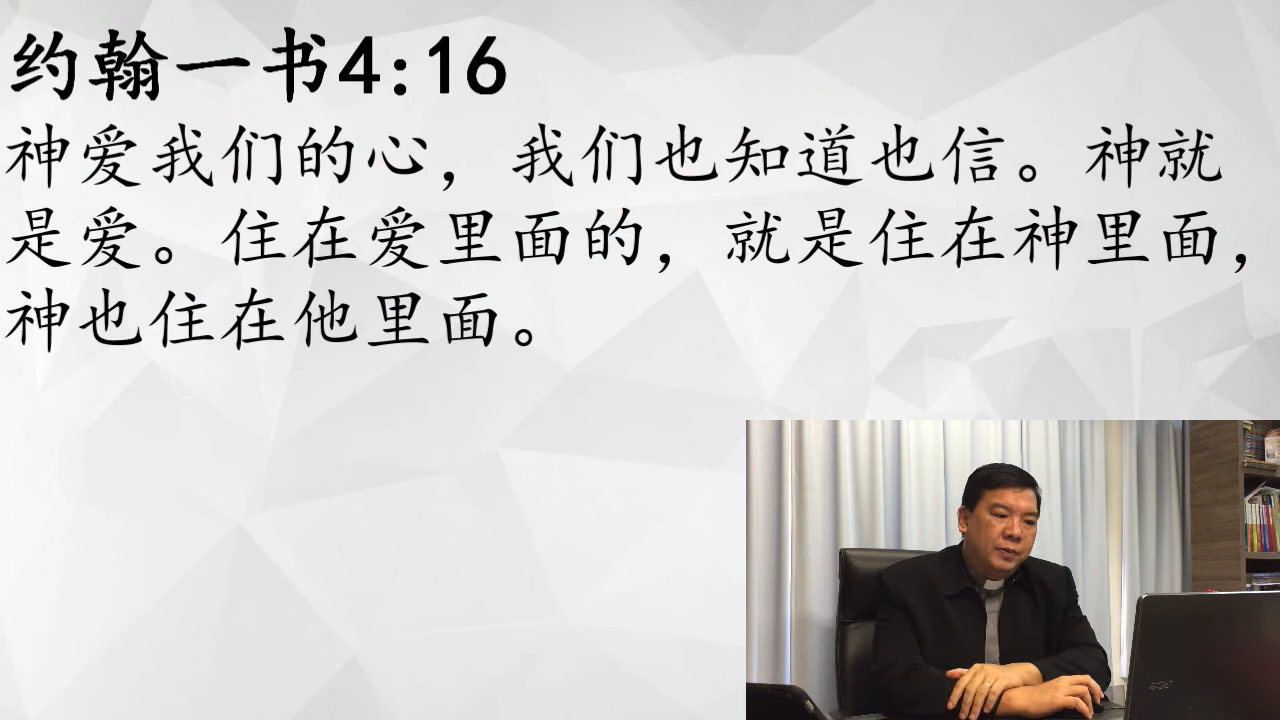 约翰一书4:16
神爱我们的心，我们也知道也信。神就
是爱。住在爱里面的，就是住在神里面，
神也住在他里面。